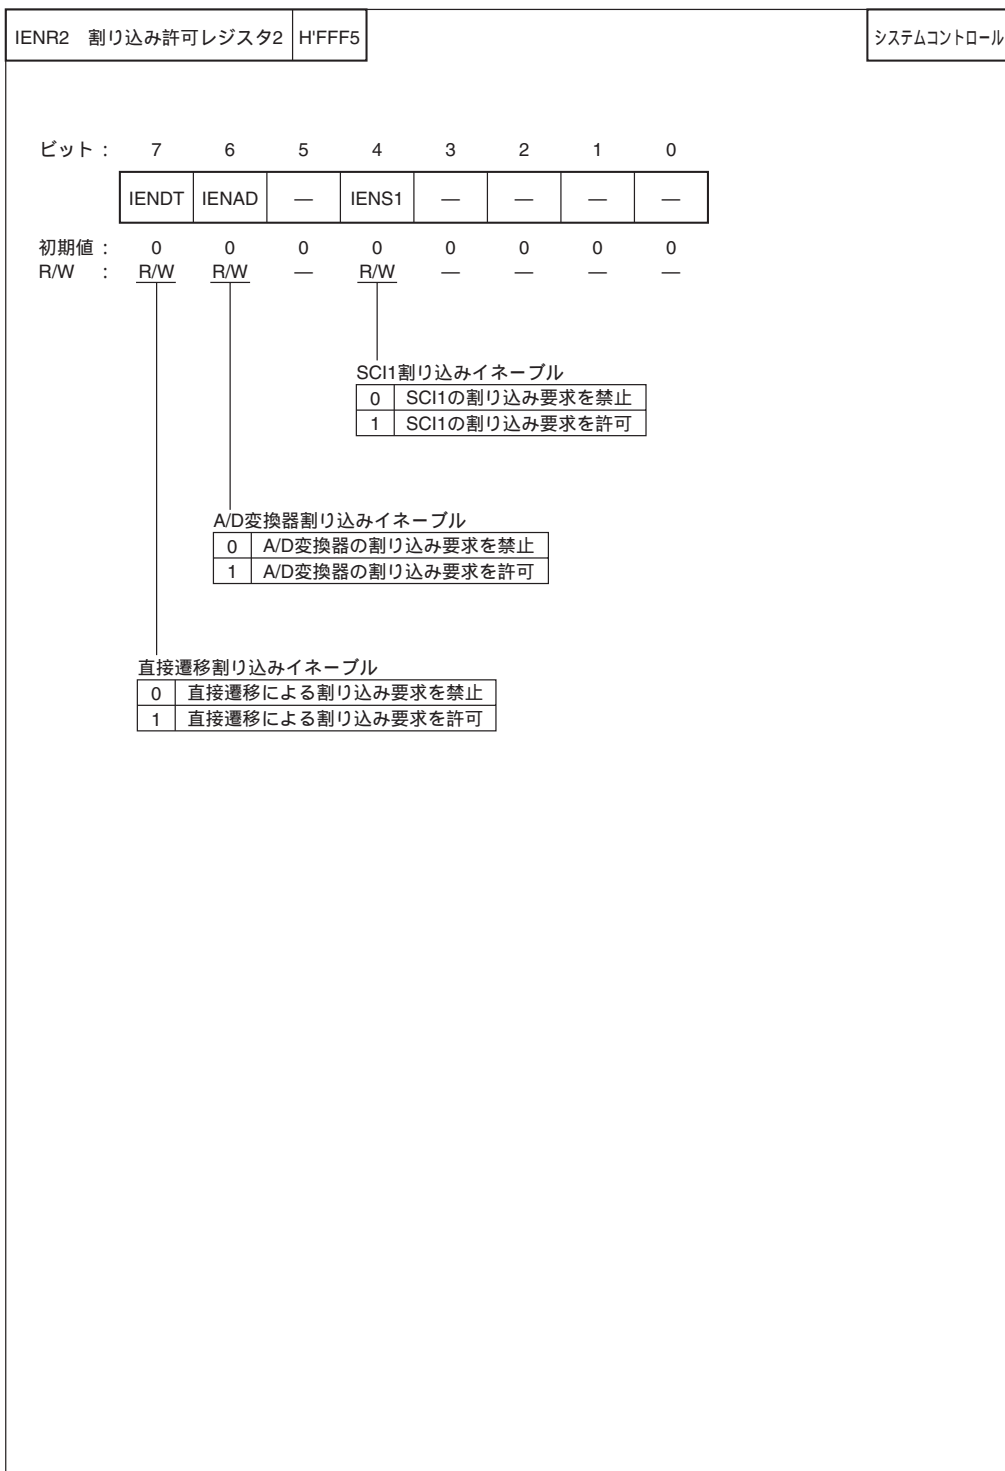 IENR2 割り込み許可レジスタ2 H'FFF5 システムコントロール
ビット : 7 6 5 4 3 2 1 0
IENDT IENAD — IENS1 — — — —
初期値 : 0 0 0 0 0 0 0 0
R/W : R/W R/W — R/W — — — —
SCI1割り込みイネーブル
0 SCI1の割り込み要求を禁止
1 SCI1の割り込み要求を許可
A/D変換器割り込みイネーブル
0 A/D変換器の割り込み要求を禁止
1 A/D変換器の割り込み要求を許可
直接遷移割り込みイネーブル
0 直接遷移による割り込み要求を禁止
1 直接遷移による割り込み要求を許可